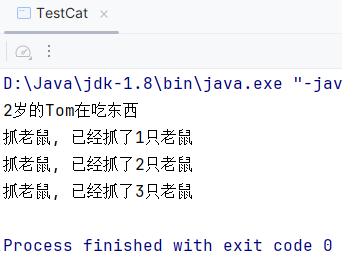 TestCat
D:\Java\jdk-1.8\bin\java.exe "-jav
2岁的Tom在吃东西
抓老鼠, 已经抓了1只老鼠
抓老鼠, 已经抓了2只老鼠
抓老鼠, 已经抓了3只老鼠
Process finished with exit code 0